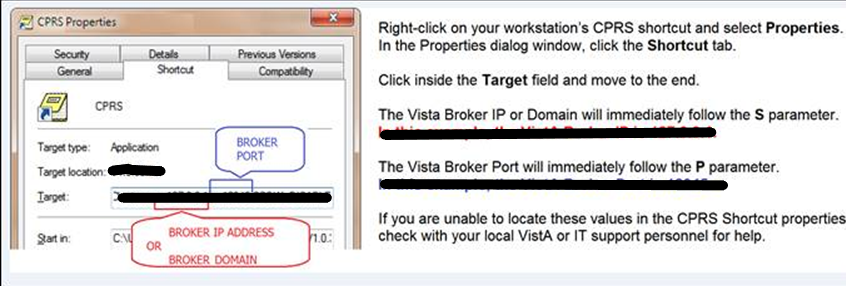 CPRS Properties
Security
Details
Previous Versions
General
Shortcut
Compatibility
CPRS
Target type:
Application
BROKER
PORT
Target location:
Target:
BROKER IP ADDRESS
OR
BROKER DOMAIN
Start in:
Right-click on your workstation's CPRS shortcut and select Properties.
In the Properties dialog window, click the Shortcut tab.
Click inside the Target field and move to the end.
The Vista Broker IP or Domain will immediately follow the S parameter.
The Vista Broker Port will immediately follow the P parameter.
If you are unable to locate these values in the CPRS Shortcut properties
check with your local VistA or IT support personnel for help.